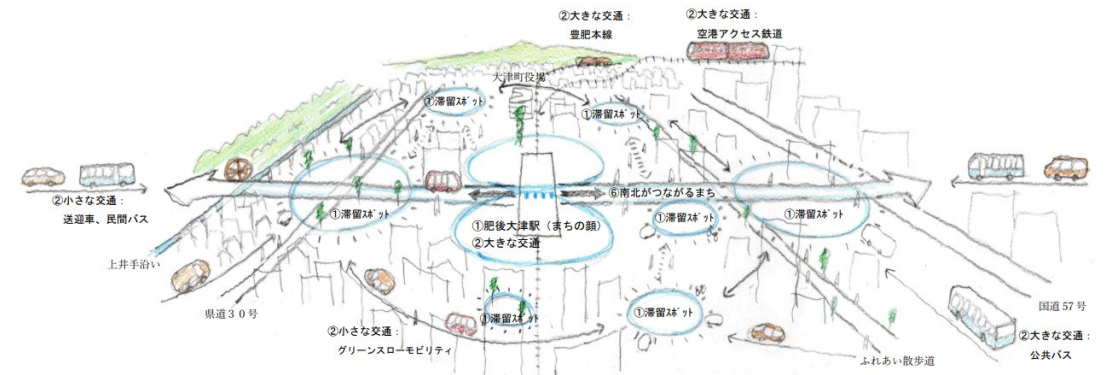 ②大きな交通：
豊肥本線
②大きな交通：
空港アクセス鉄道
大津町役場
①滞留スポット
①滞留スポット
②小さな交通：
送迎車、民間バス
①滞留スポット
⑥南北がつながるまち
①滞留スポット
①滞留スポット
①肥後大津駅（まちの顔）
②大きな交通
上井手沿い
県道３０号
①滞留スポット
①滞留スポット
国道57号
②小さな交通：
グリーンスローモビリティ
ふれあい散歩道
②大きな交通：
公共バス